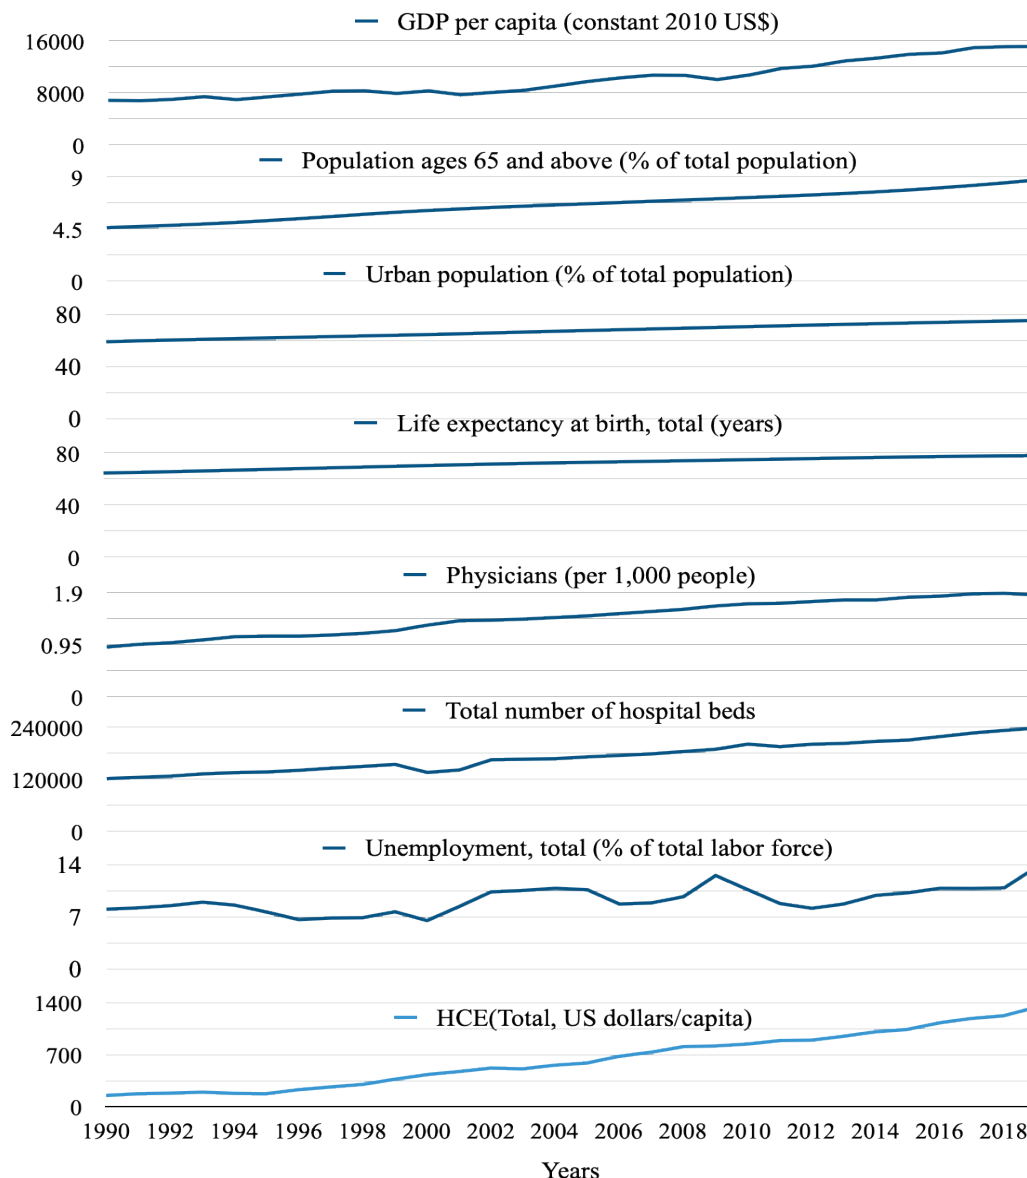 GDP per capita (constant 2010 US$)
16000
8000
0
Population ages 65 and above (% of total population)
9
4.5
0
Urban population (% of total population)
80
40
0
Life expectancy at birth, total (years)
80
40
0
Physicians (per 1,000 people)
1.9
0.95
0
Total number of hospital beds
240000
120000
0
Unemployment, total (% of total labor force)
14
7
0
1400
HCE(Total, US dollars/capita)
700
0
1990 1992 1994 1996 1998 2000 2002 2004 2006 2008 2010 2012 2014 2016 2018
Years